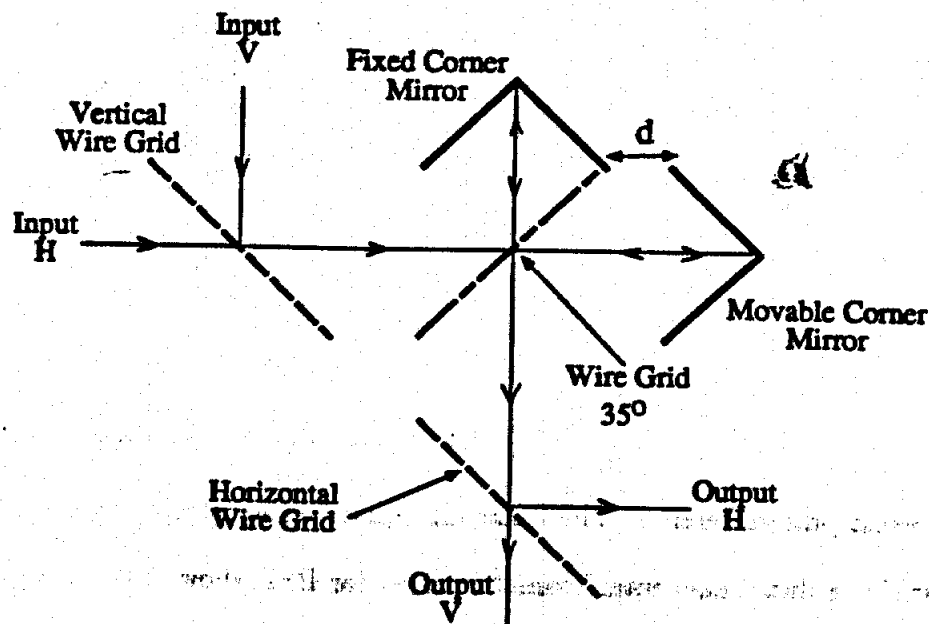 Input
V
Fixed Corner
Mirror
Vertical
Wire Grid
d
Input
H
Movable Corner
Mirror
Wire Grid
35°
Horizontal
Wire Grid
Output
H
Output
V